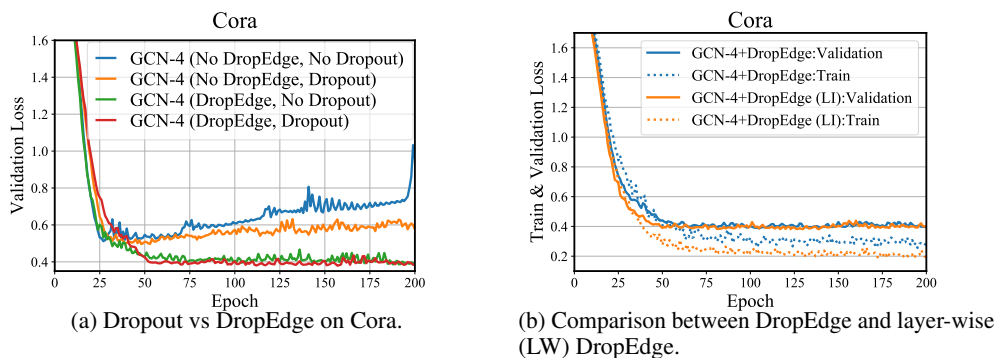 Cora
1.6
1.4
1.2
1.0
0.8
0.6
0.4
Validation Loss
GCN-4 (No DropEdge, No Dropout)
GCN-4 (No DropEdge, Dropout)
GCN-4 (DropEdge, No Dropout)
GCN-4 (DropEdge, Dropout)
0 25 50 75 100 125 150 175 200
Epoch
(a) Dropout vs DropEdge on Cora.
Cora
1.6
1.4
1.2
1.0
0.8
0.6
0.4
0.2
Train & Validation Loss
GCN-4+DropEdge:Validation
GCN-4+DropEdge:Train
GCN-4+DropEdge (LI):Validation
GCN-4+DropEdge (LI):Train
0 25 50 75 100 125 150 175 200
Epoch
(b) Comparison between DropEdge and layer-wise
(LW) DropEdge.